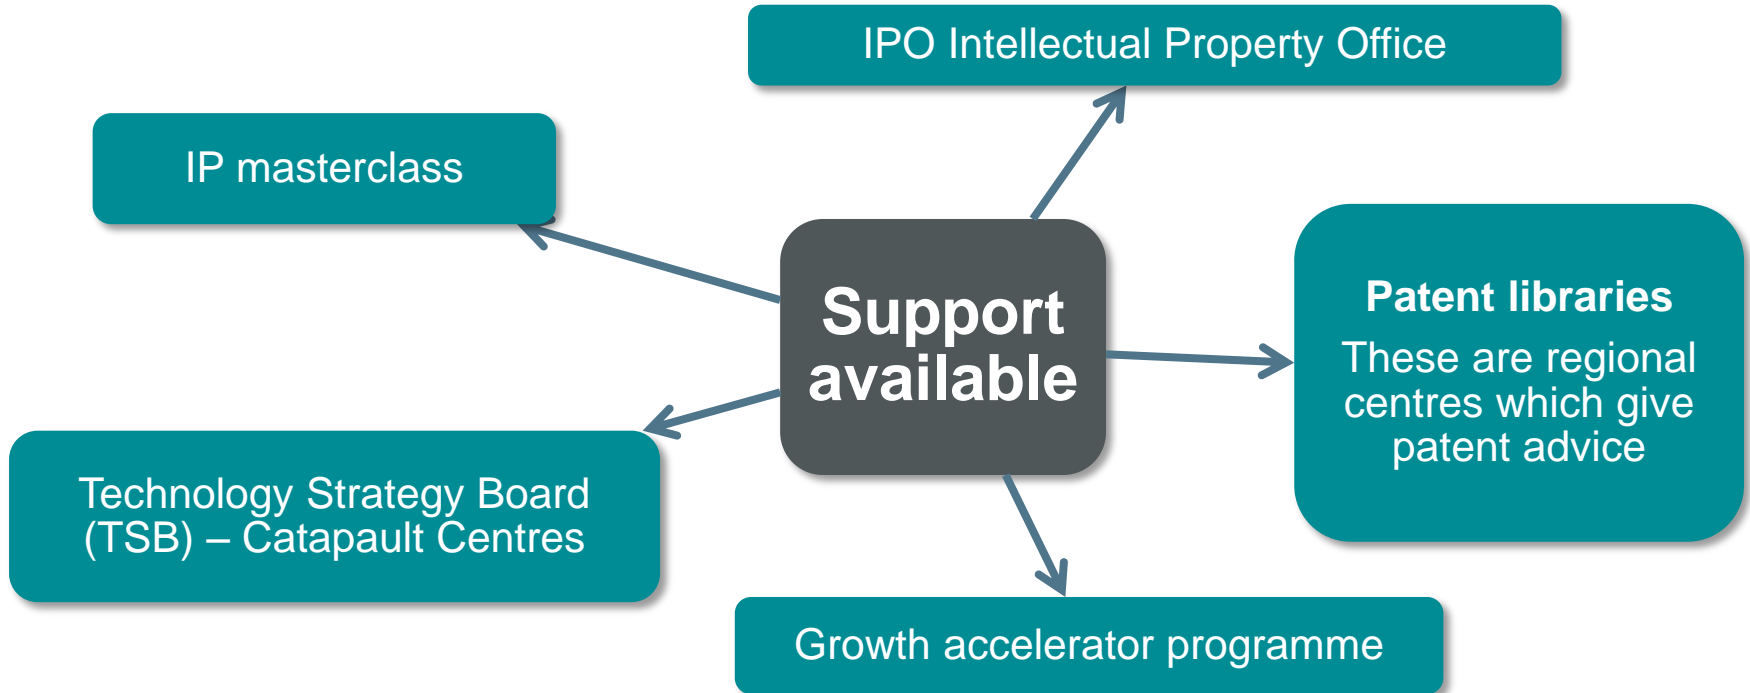 IPO Intellectual Property Office
IP masterclass
Support
available
Patent libraries
These are regional
centres which give
patent advice
Technology Strategy Board
(TSB) – Catapault Centres
Growth accelerator programme